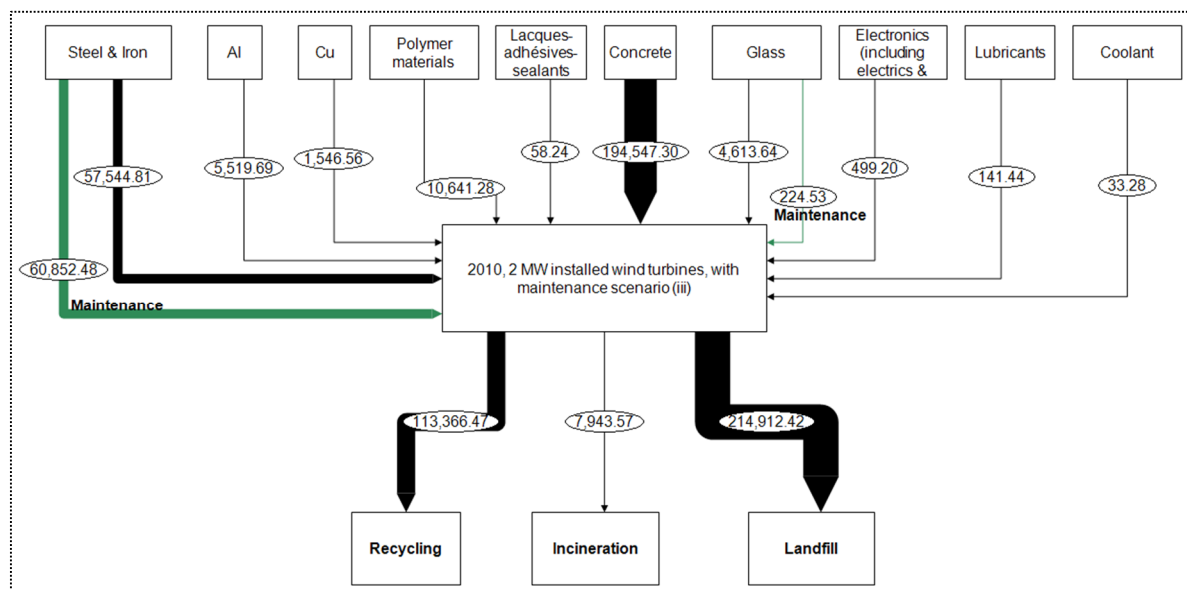 Steel & Iron
Al
Cu
Polymer
materials
Lacques-
adhésives-
sealants
Concrete
Glass
Electronics
(including
electrics &
Lubricants
Coolant
1,546.56
58.24
194,547.30
4,613.64
5,519.69
499.20
57,544.81
141.44
10,641.28
33.28
224.53
Maintenance
60,852.48
Maintenance
2010, 2 MW installed wind turbines, with
maintenance scenario (iii)
113,366.47
7,943.57
214,912.42
Recycling
Incineration
Landfill